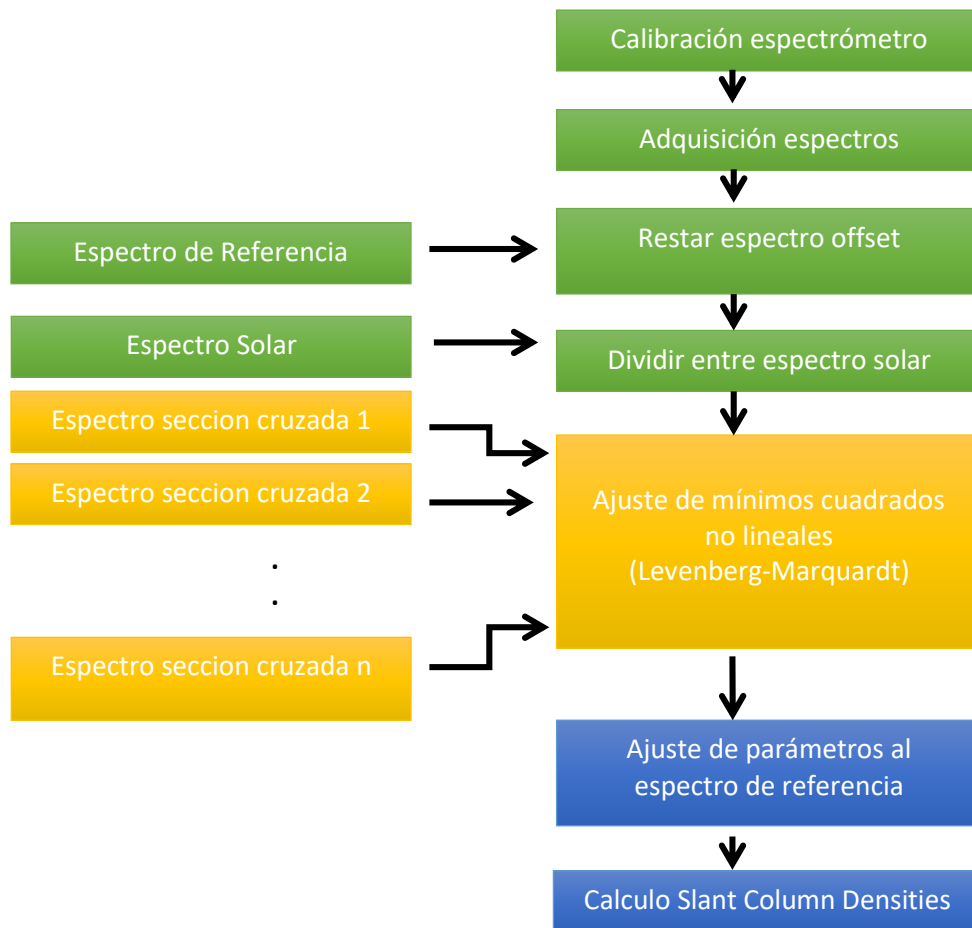 Calibración espectrómetro
Adquisición espectros
Espectro de Referencia
Restar espectro offset
Espectro Solar
Dividir entre espectro solar
Espectro seccion cruzada 1
Espectro seccion cruzada 2
.
.
Espectro seccion cruzada n
Ajuste de mínimos cuadrados
no lineales
(Levenberg-Marquardt)
Ajuste de parámetros al
espectro de referencia
Calculo Slant Column Densities